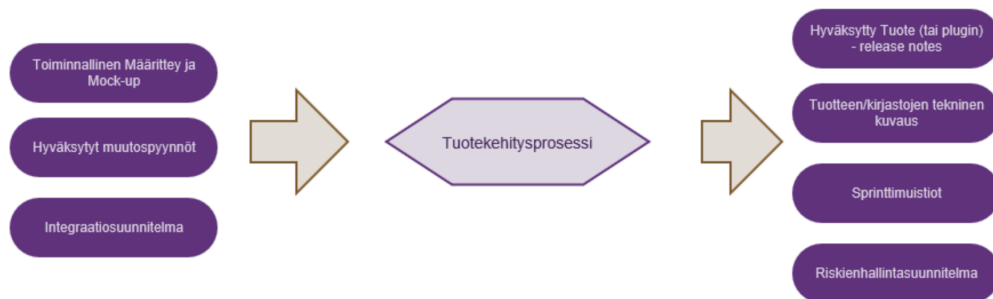 Toiminnallinen Määrittey ja
Mock-up
Hyväksytyt muutospyynnöt
Integraatiosuunnitelma
Tuotekehitysprosessi
Hyväksytty Tuote (tai plugin)
- release notes
Tuotteen/kirjastojen tekninen
kuvaus
Sprinttimuistiot
Riskienhallintasuunnitelma